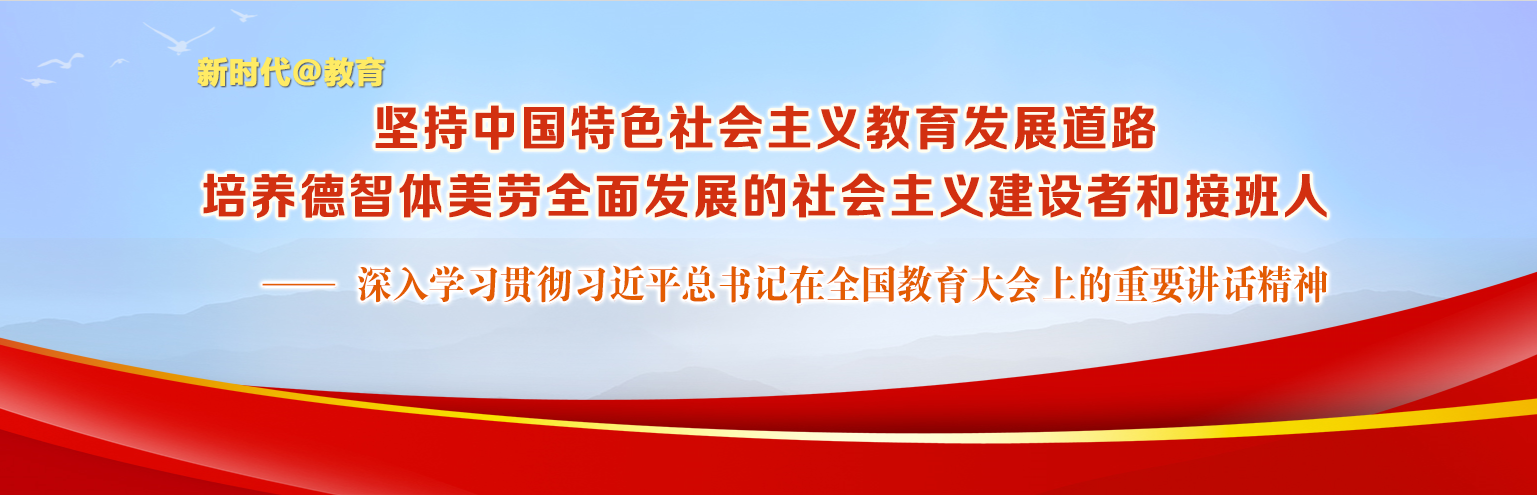 新时代@教育
坚持中国特色社会主义教育发展道路
培养德智体美劳全面发展的社会主义建设者和接班人
—— 深入学习贯彻习近平总书记在全国教育大会上的重要讲话精神